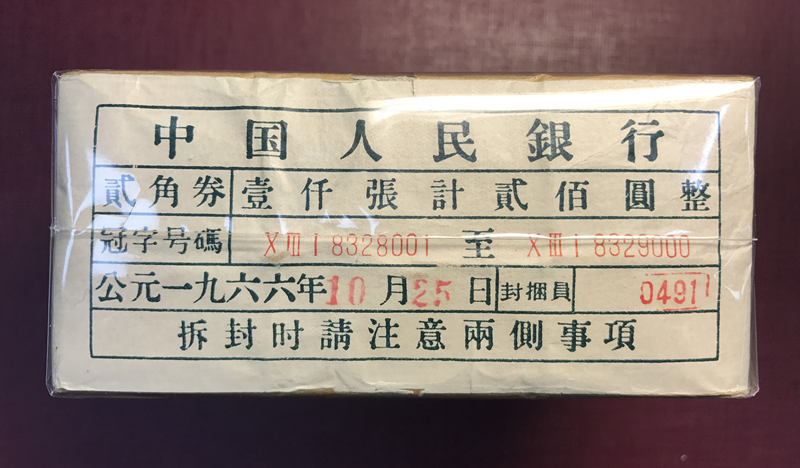 中国人民銀行
貳角券 壹仟張計貳佰圓整
冠字号碼 X III I 8328001 至 X III I 8329000
公元一九六六年10月25日 封捆員 0491
拆封时請注意兩側事項